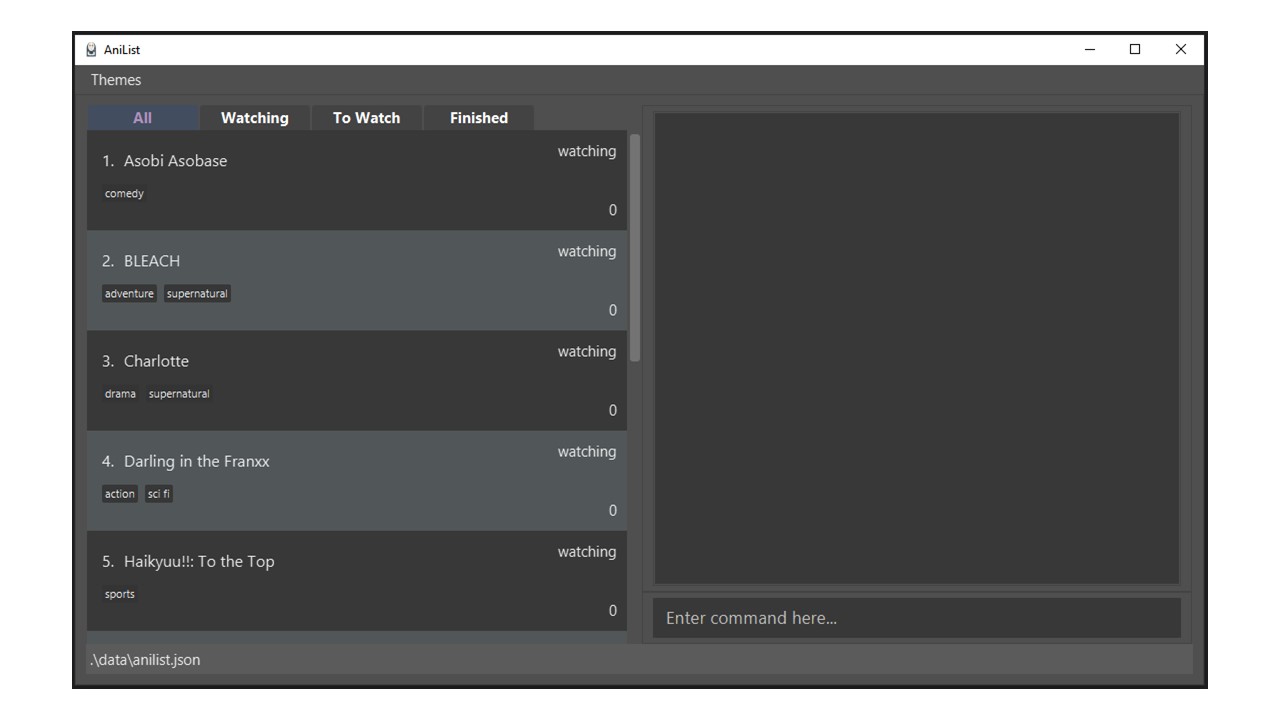 AniList
Themes
All Watching To Watch Finished
1. Asobi Asobase
watching
comedy
0
2. BLEACH
watching
adventure supernatural
0
3. Charlotte
watching
drama supernatural
0
4. Darling in the Franxx
watching
action sci fi
0
5. Haikyuu!!: To the Top
watching
sports
0
Enter command here...
.\data\anilist.json